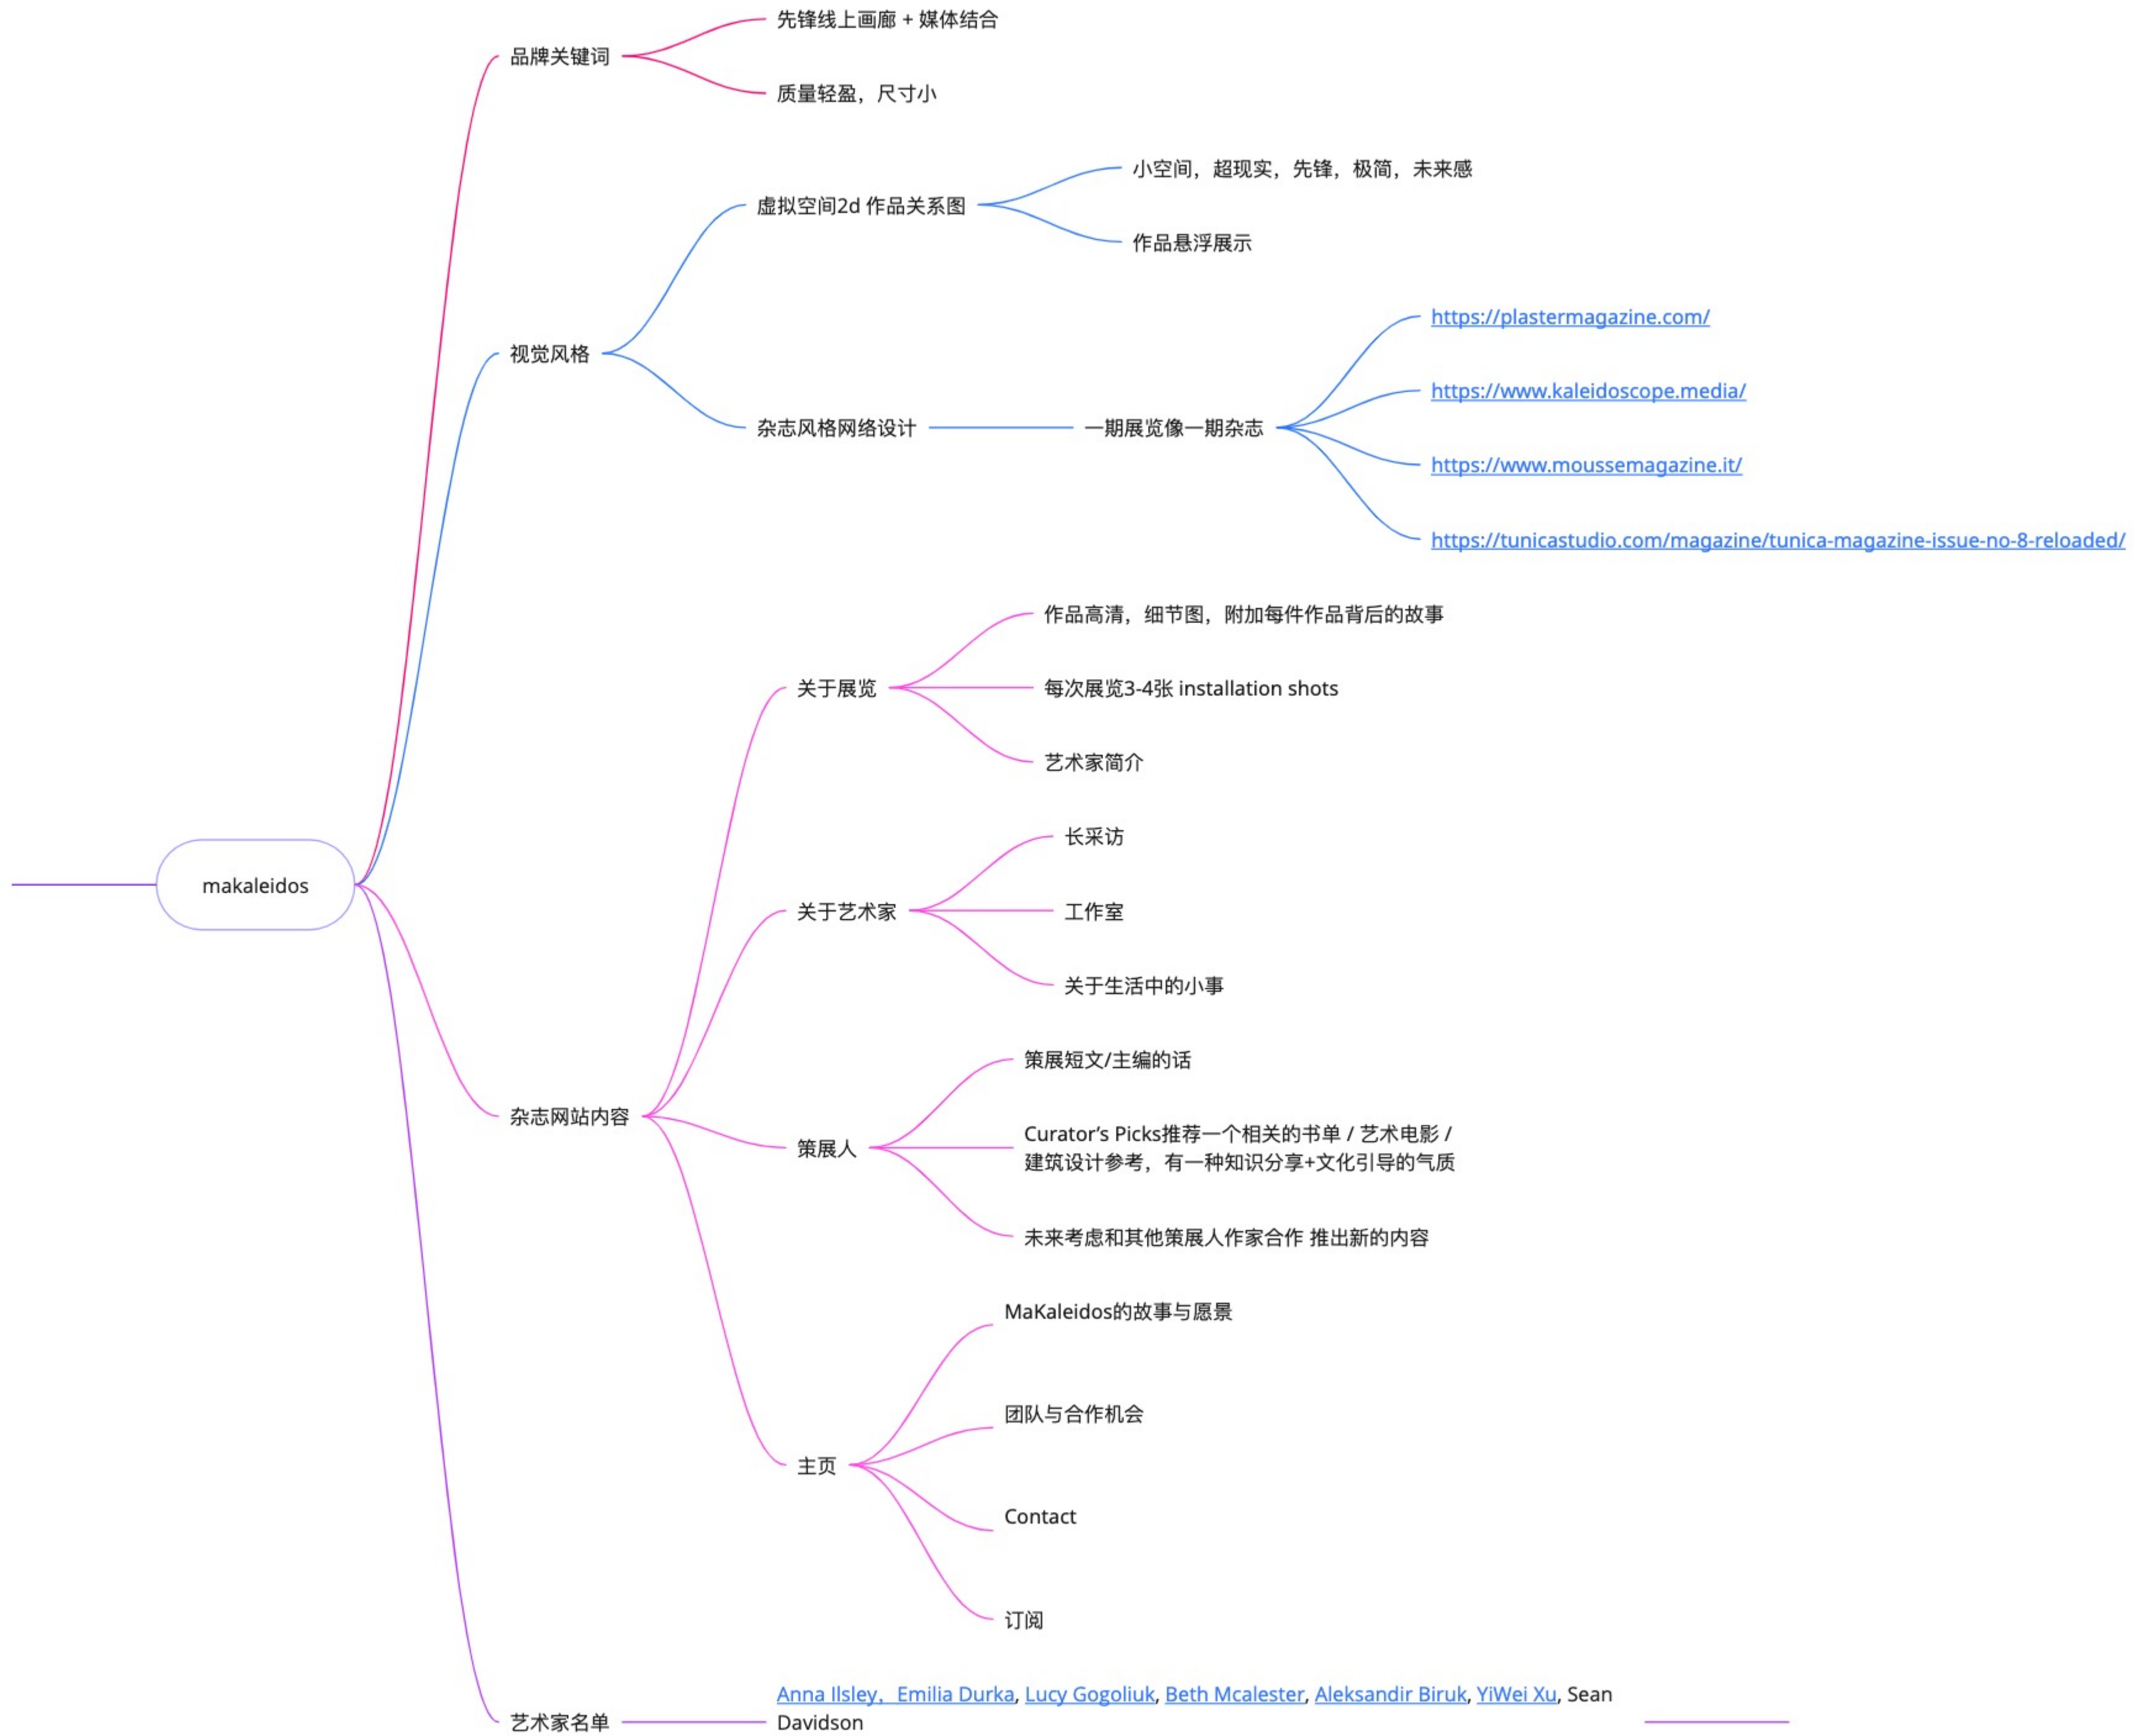 先锋线上画廊 + 媒体结合
品牌关键词
质量轻盈，尺寸小
小空间，超现实，先锋，极简，未来感
虚拟空间2d 作品关系图
作品悬浮展示
https://plastermagazine.com/
视觉风格
https://www.kaleidoscope.media/
杂志风格网络设计
一期展览像一期杂志
https://www.moussemagazine.it/
https://tunicastudio.com/magazine/tunica-magazine-issue-no-8-reloaded/
作品高清，细节图，附加每件作品背后的故事
关于展览
每次展览3-4张 installation shots
艺术家简介
长采访
makaleidos
关于艺术家
工作室
关于生活中的小事
策展短文/主编的话
杂志网站内容
策展人
Curator’s Picks推荐一个相关的书单 / 艺术电影 /
建筑设计参考，有一种知识分享+文化引导的气质
未来考虑和其他策展人作家合作 推出新的内容
MaKaleidos的故事与愿景
团队与合作机会
主页
Contact
订阅
艺术家名单
Anna Ilsley，Emilia Durka, Lucy Gogoliuk, Beth Mcalester, Aleksandir Biruk, YiWei Xu, Sean
Davidson